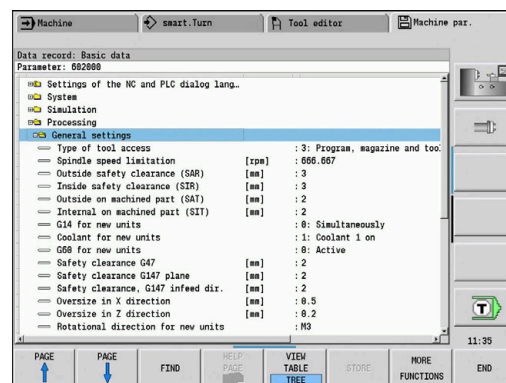 Machine smart.Turn Tool editor Machine par.
Data record: Basic data
Parameter: 602000
Settings of the NC and PLC dialog lang…
System
Simulation
Processing
General settings
Type of tool access : 3: Program, magazine and too
Spindle speed limitation [rpm] : 666.667
Outside safety clearance (SAR) [mm] : 3
Inside safety clearance (SIR) [mm] : 3
Outside on machined part (SAT) [mm] : 2
Internal on machined part (SIT) [mm] : 2
G14 for new units : 0: Simultaneously
Coolant for new units : 1: Coolant 1 on
G60 for new units : 0: Active
Safety clearance G47 [mm] : 2
Safety clearance G147 plane [mm] : 2
Safety clearance, G147 infeed dir. [mm] : 2
Oversize in X direction [mm] : 0.5
Oversize in Z direction [mm] : 0.2
Rotational direction for new units : M3
T
11:35
PAGE PAGE FIND HELP PAGE VIEW TABLE TREE STORE MORE FUNCTIONS END